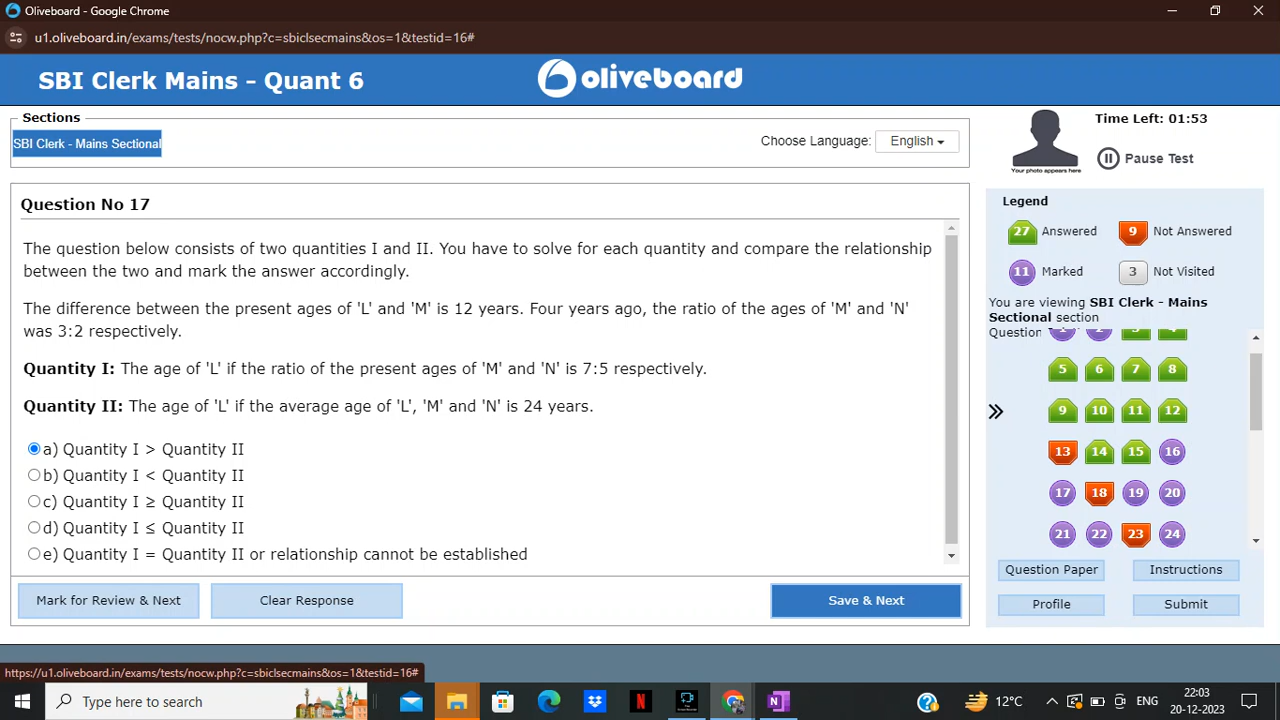 Oliveboard - Google Chrome
u1.oliveboard.in/exams/tests/nocw.php?c=sbiclsecmains&os=1&testid=16#
SBI Clerk Mains - Quant 6
oliveboard
Sections
SBI Clerk - Mains Sectional
Choose Language: English
Your photo appears here
Time Left: 01:53
Pause Test
Question No 17
The question below consists of two quantities I and II. You have to solve for each quantity and compare the relationship
between the two and mark the answer accordingly.
The difference between the present ages of 'L' and 'M' is 12 years. Four years ago, the ratio of the ages of 'M' and 'N'
was 3:2 respectively.
Quantity I: The age of 'L' if the ratio of the present ages of 'M' and 'N' is 7:5 respectively.
Quantity II: The age of 'L' if the average age of 'L', 'M' and 'N' is 24 years.
a) Quantity I > Quantity II
b) Quantity I < Quantity II
c) Quantity I ≥ Quantity II
d) Quantity I ≤ Quantity II
e) Quantity I = Quantity II or relationship cannot be established
Mark for Review & Next
Clear Response
Save & Next
Legend
27 Answered
9 Not Answered
11 Marked
3 Not Visited
You are viewing SBI Clerk - Mains
Sectional section
Question
5 6 7 8
9 10 11 12
13 14 15 16
17 18 19 20
21 22 23 24
Question Paper
Instructions
Profile
Submit
https://u1.oliveboard.in/exams/tests/nocw.php?c=sbiclsecmains&os=1&testid=16#
Type here to search
12°C
ENG
22:03
20-12-2023